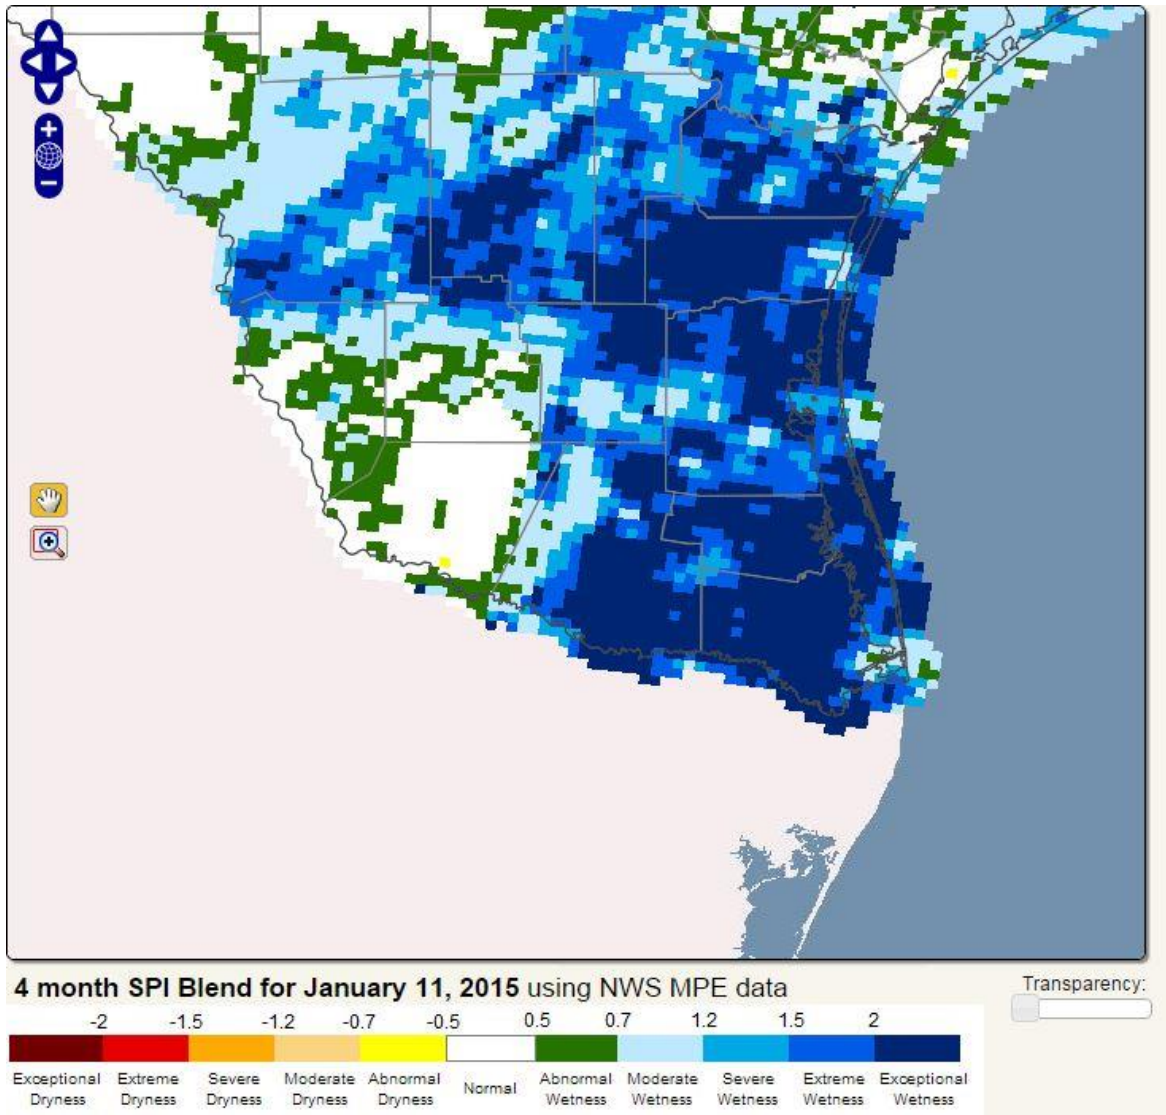 4 month SPI Blend for January 11, 2015 using NWS MPE data
Transparency:
-2 -1.5 -1.2 -0.7 -0.5 0.5 0.7 1.2 1.5 2
Exceptional Extreme Severe Moderate Abnormal Normal Abnormal Moderate Severe Extreme Exceptional
Dryness Dryness Dryness Dryness Dryness Wetness Wetness Wetness Wetness Wetness